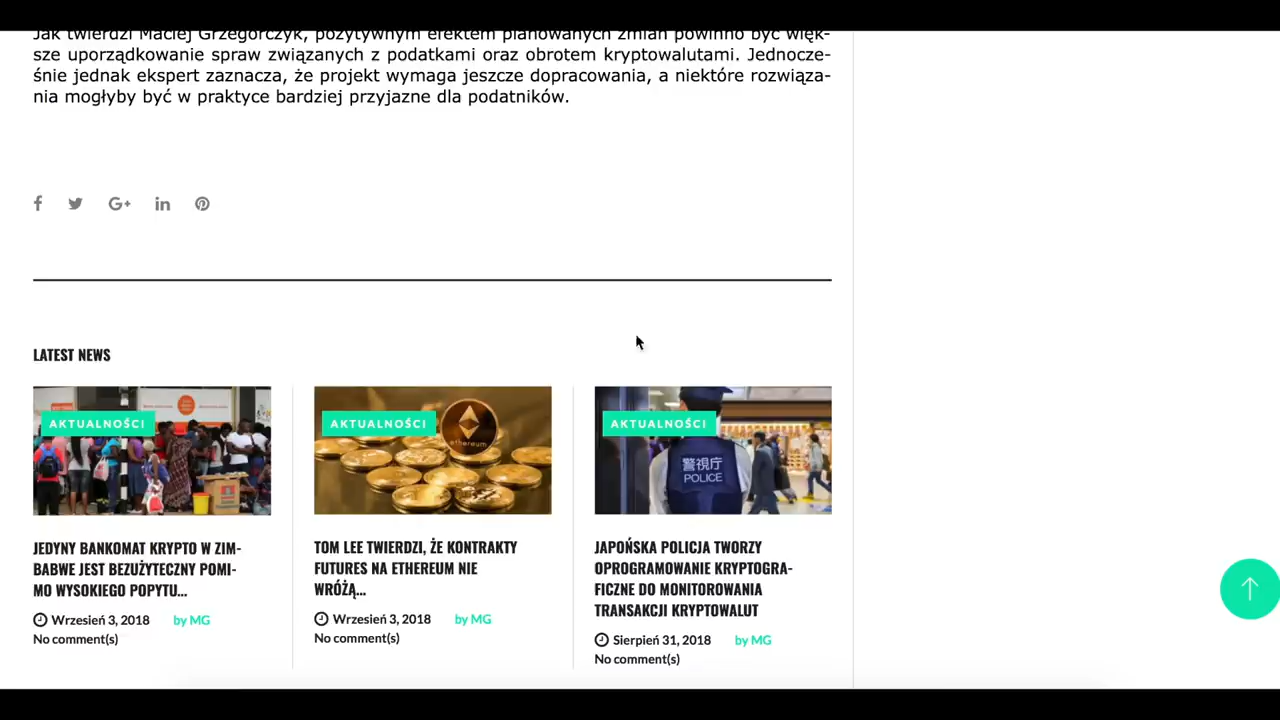 Jak twierdzi Maciej Grzegorczyk, pozytywnym efektem planowanych zmian powinno być więk-
sze uporządkowanie spraw związanych z podatkami oraz obrotem kryptowalutami. Jednocze-
śnie jednak ekspert zaznacza, że projekt wymaga jeszcze dopracowania, a niektóre rozwiąza-
nia mogłyby być w praktyce bardziej przyjazne dla podatników.
LATEST NEWS
AKTUALNOŚCI
JEDYNY BANKOMAT KRYPTO W ZIM-
BABWE JEST BEZUŻYTECZNY POMI-
MO WYSOKIEGO POPYTU...
Wrzesień 3, 2018 by MG
No comment(s)
AKTUALNOŚCI
ethereum
TOM LEE TWIERDZI, ŻE KONTRAKTY
FUTURES NA ETHEREUM NIE
WRÓŻĄ...
Wrzesień 3, 2018 by MG
No comment(s)
AKTUALNOŚCI
警視庁
POLICE
JAPOŃSKA POLICJA TWORZY
OPROGRAMOWANIE KRYPTOGRA-
FICZNE DO MONITOROWANIA
TRANSAKCJI KRYPTOWALUT
Sierpień 31, 2018 by MG
No comment(s)